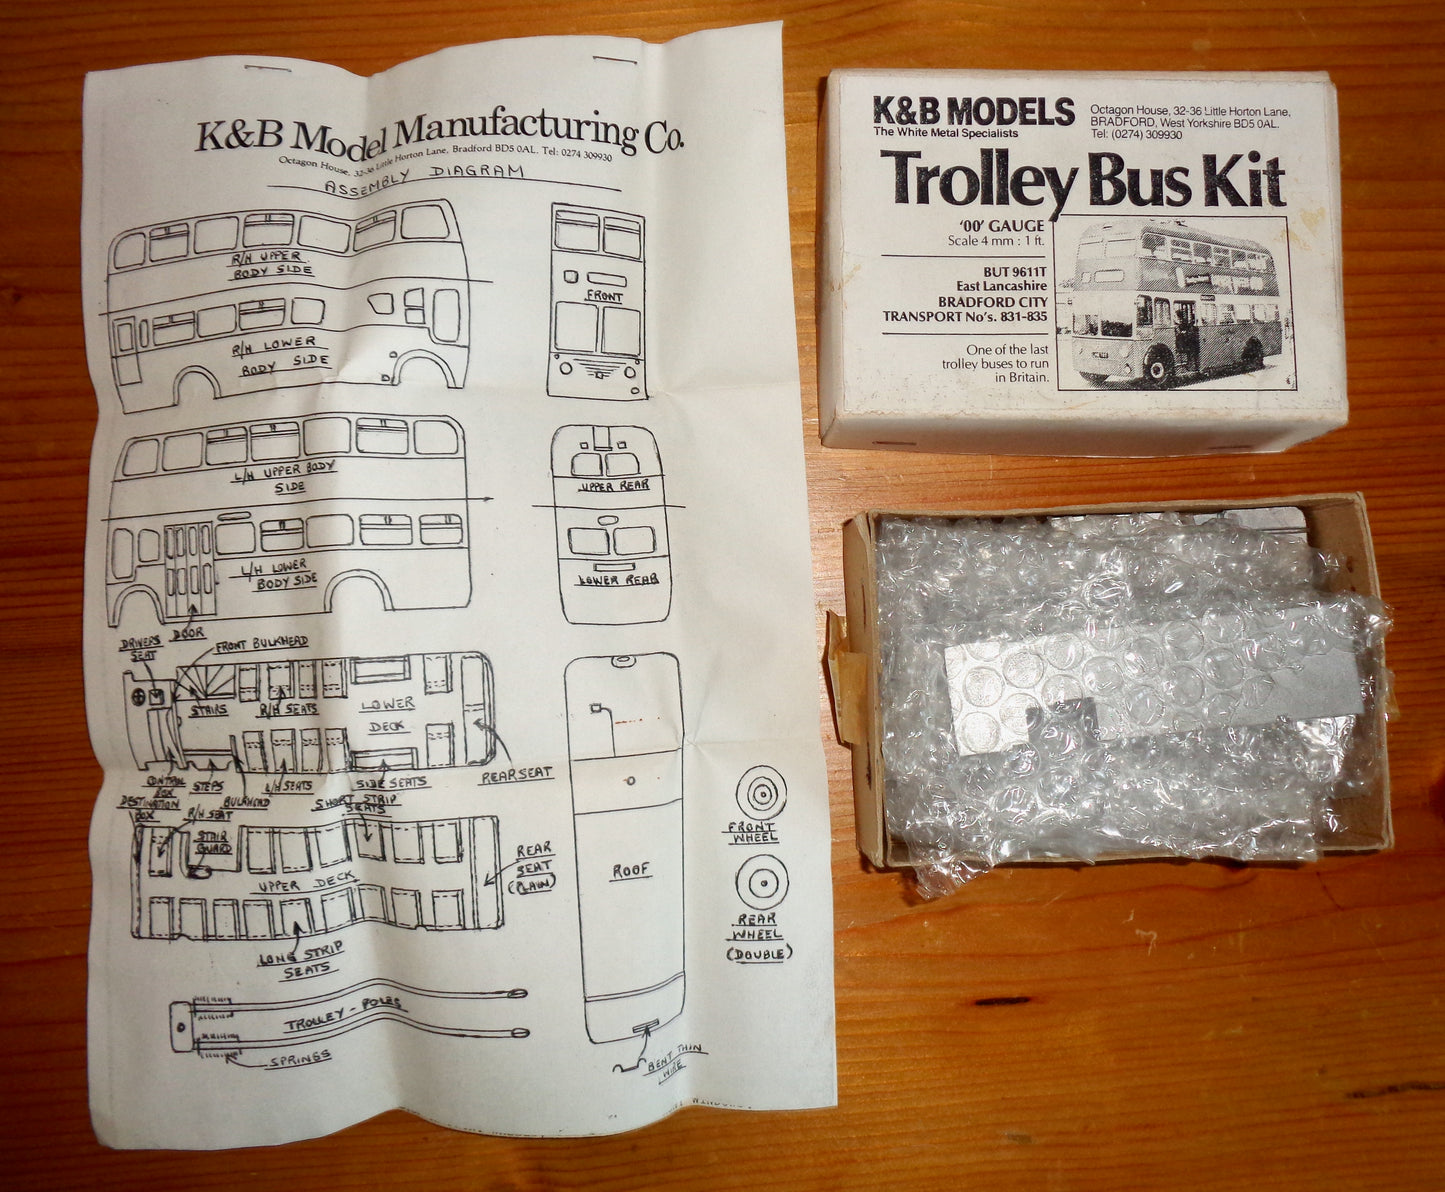 K&B Model Manufacturing Co.
Octagon House, 32-36 Little Horton Lane, Bradford BD5 0AL. Tel: 0274 309930
ASSEMBLY DIAGRAM
R/H UPPER
BODY SIDE
R/H LOWER
BODY SIDE
FRONT
L/H UPPER BODY
SIDE
L/H LOWER
BODY SIDE
UPPER REAR
LOWER REAR
DRIVERS
SEAT
DOOR
FRONT BULKHEAD
STAIRS
R/H SEATS
LOWER
DECK
CONTROL
BOX
STEPS
BULKHEAD
L/H SEATS
SIDE SEATS
REAR SEAT
DESTINATION
BOX
R/H SEAT
STAIR
GUARD
SHORT STRIP
SEATS
UPPER DECK
REAR
SEAT
(PLAIN)
LONG STRIP
SEATS
ROOF
FRONT
WHEEL
REAR
WHEEL
(DOUBLE)
TROLLEY-POLES
SPRINGS
BENT THIN
WIRE
K&B MODELS
The White Metal Specialists
Octagon House, 32-36 Little Horton Lane,
BRADFORD, West Yorkshire BD5 0AL.
Tel: (0274) 309930
Trolley Bus Kit
'00' GAUGE
Scale 4 mm : 1 ft.
BUT 9611T
East Lancashire
BRADFORD CITY
TRANSPORT No's. 831-835
One of the last
trolley buses to run
in Britain.